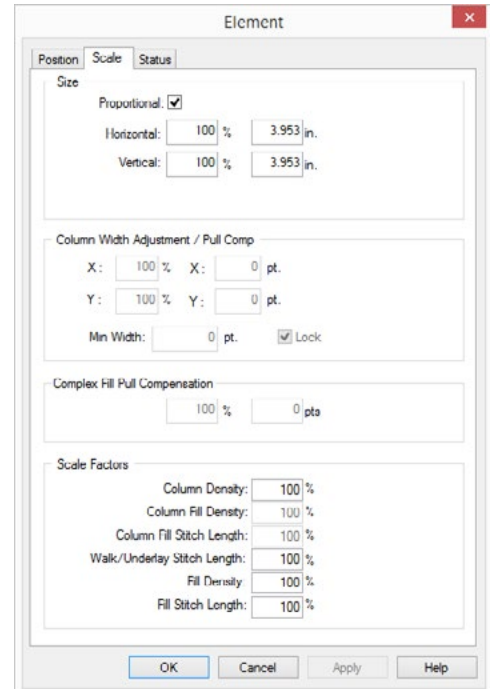 Element
Position Scale Status
Size
Proportional:
Horizontal: 100 % 3.953 in.
Vertical: 100 % 3.953 in.
Column Width Adjustment / Pull Comp
X: 100 % X: 0 pt.
Y: 100 % Y: 0 pt.
Min Width: 0 pt. Lock
Complex Fill Pull Compensation
100 % 0 pts
Scale Factors
Column Density: 100 %
Column Fill Density: 100 %
Column Fill Stitch Length: 100 %
Walk/Underlay Stitch Length: 100 %
Fill Density: 100 %
Fill Stitch Length: 100 %
OK Cancel Apply Help